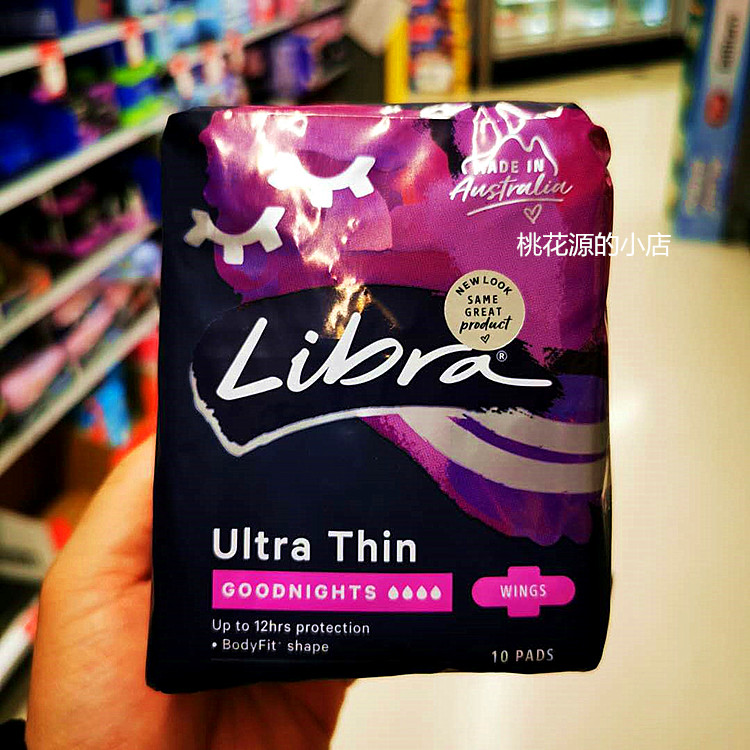 MADE IN
Australia
桃花源的小店
NEW LOOK
SAME
GREAT
product
Libra®
Ultra Thin
GOODNIGHTS
WINGS
Up to 12hrs protection
• BodyFit shape
10 PADS